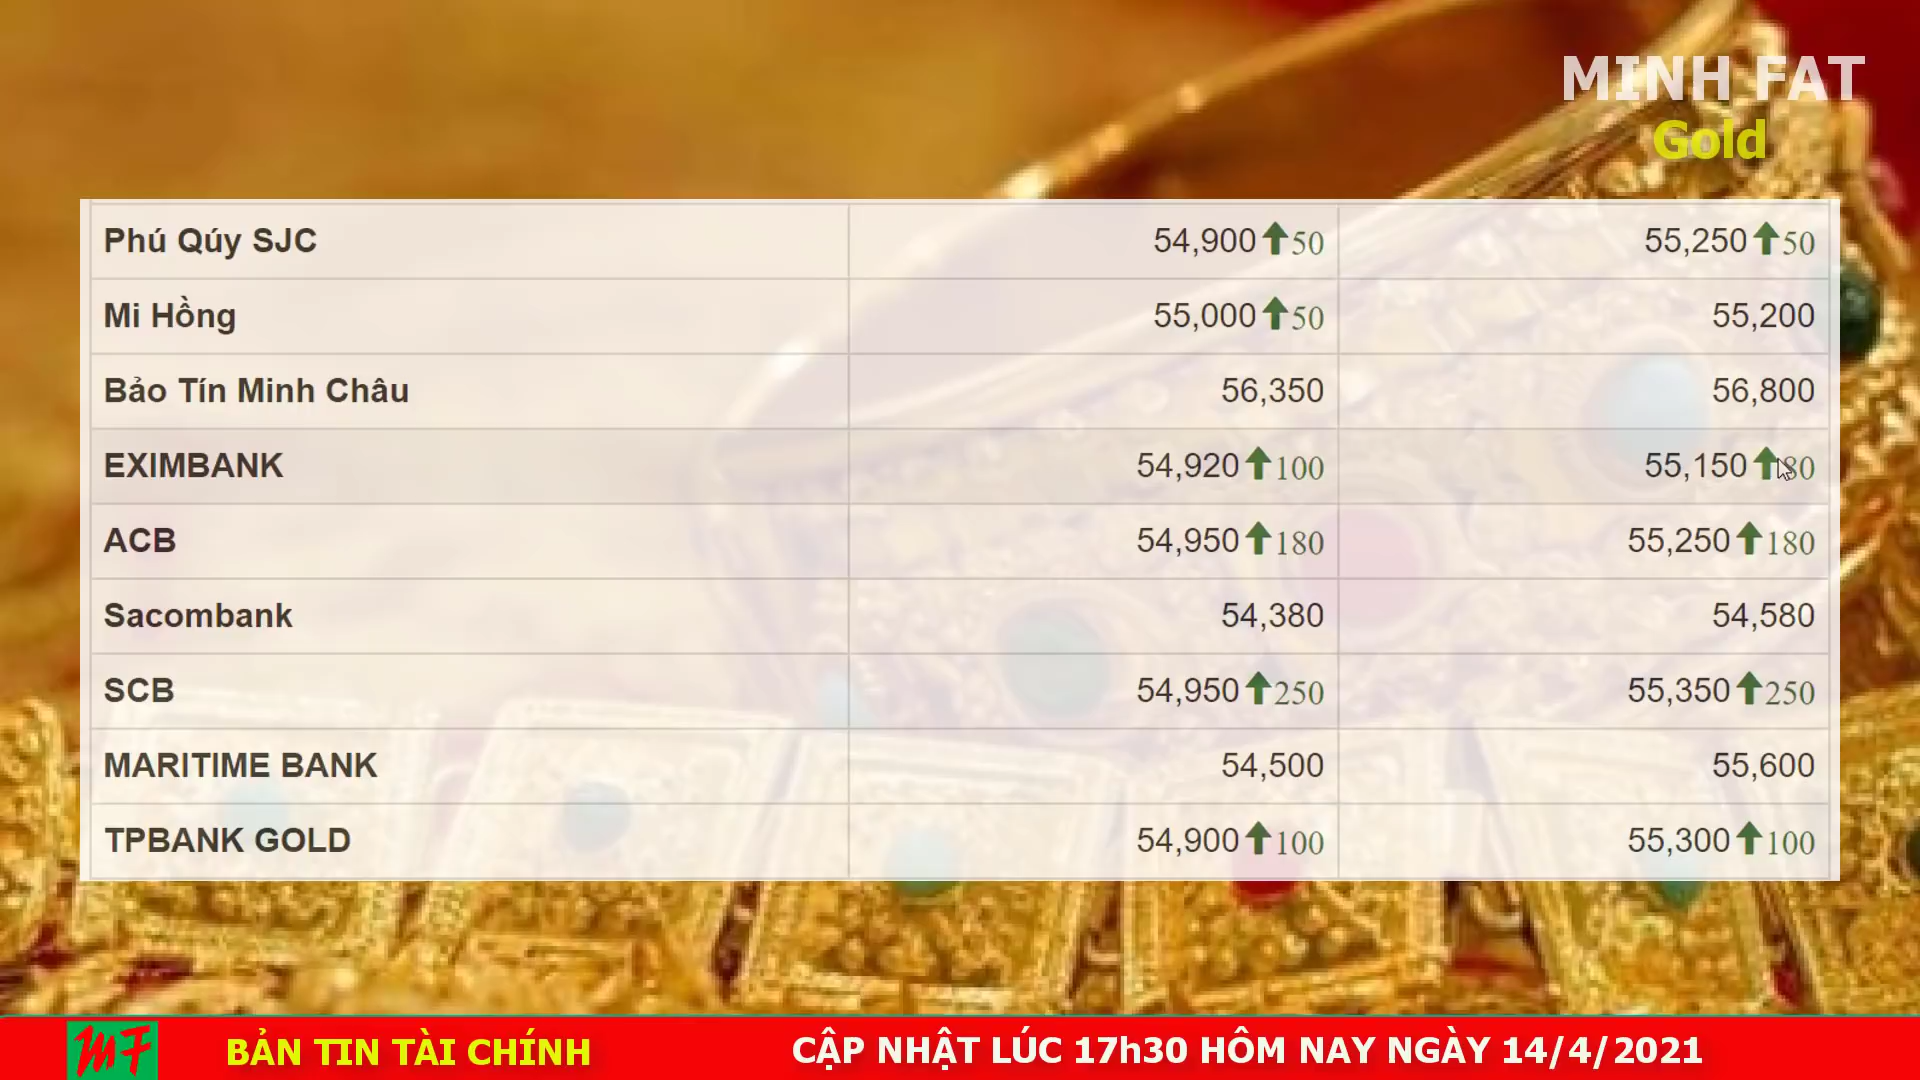 MINH FAT
Gold
Phú Qúy SJC 54,900 50 55,250 50
Mi Hồng 55,000 50 55,200
Bảo Tín Minh Châu 56,350 56,800
EXIMBANK 54,920 100 55,150 80
ACB 54,950 180 55,250 180
Sacombank 54,380 54,580
SCB 54,950 250 55,350 250
MARITIME BANK 54,500 55,600
TPBANK GOLD 54,900 100 55,300 100
MF BẢN TIN TÀI CHÍNH CẬP NHẬT LÚC 17h30 HÔM NAY NGÀY 14/4/2021